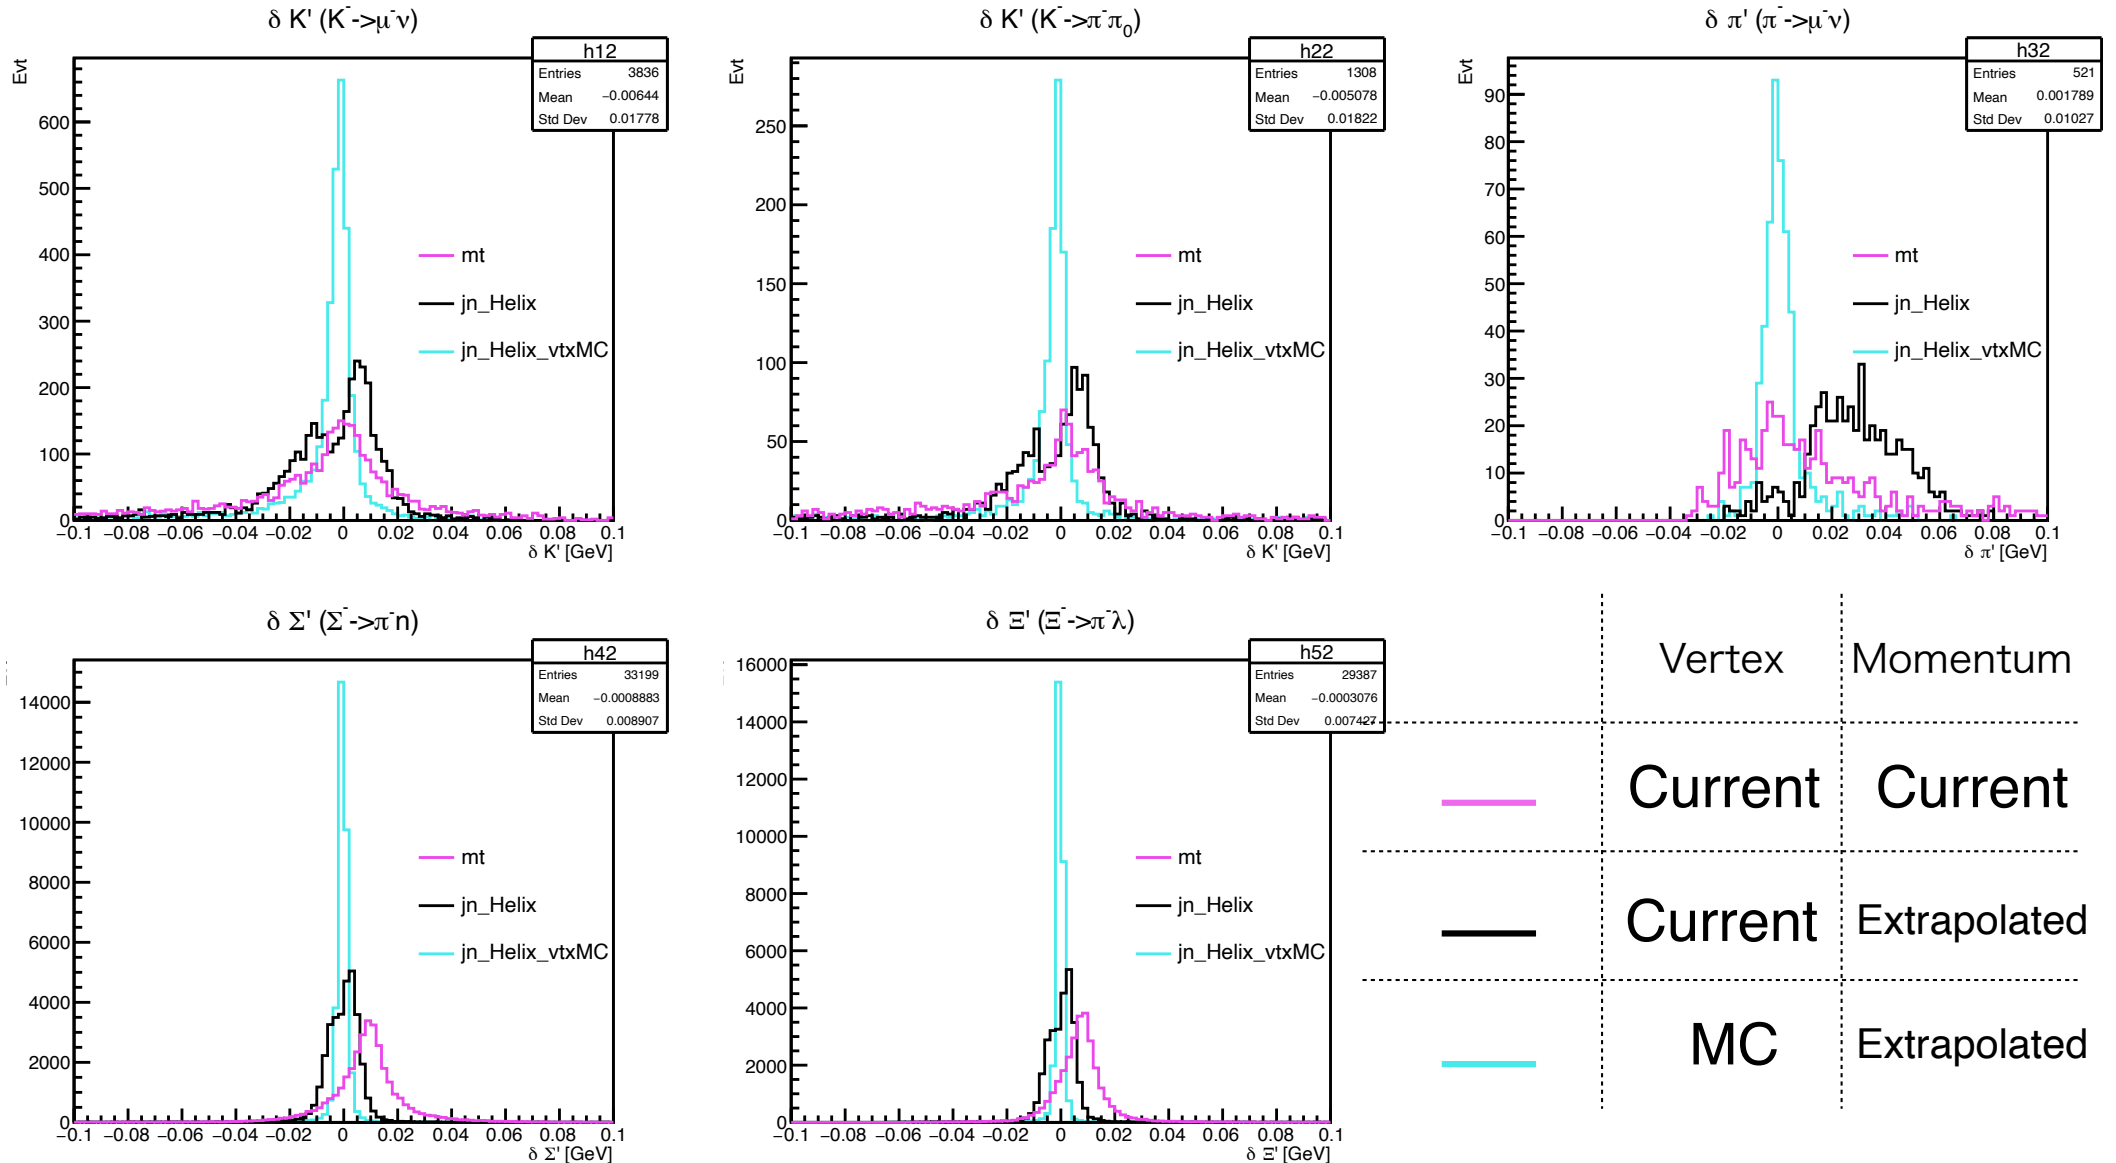 δ K' (K⁻->μ⁻ν)
Evt
h12
Entries 3836
Mean −0.00644
Std Dev 0.01778
600
500
400
300
200
100
0
mt
jn_Helix
jn_Helix_vtxMC
−0.1 −0.08 −0.06 −0.04 −0.02 0 0.02 0.04 0.06 0.08 0.1
δ K' [GeV]
δ K' (K⁻->π⁻π₀)
Evt
h22
Entries 1308
Mean −0.005078
Std Dev 0.01822
250
200
150
100
50
0
mt
jn_Helix
jn_Helix_vtxMC
−0.1 −0.08 −0.06 −0.04 −0.02 0 0.02 0.04 0.06 0.08 0.1
δ K' [GeV]
δ π' (π⁻->μ⁻ν)
Evt
h32
Entries 521
Mean 0.001789
Std Dev 0.01027
90
80
70
60
50
40
30
20
10
0
mt
jn_Helix
jn_Helix_vtxMC
−0.1 −0.08 −0.06 −0.04 −0.02 0 0.02 0.04 0.06 0.08 0.1
δ π' [GeV]
δ Σ' (Σ⁻->π⁻n)
h42
Entries 33199
Mean −0.0008883
Std Dev 0.008907
14000
12000
10000
8000
6000
4000
2000
0
mt
jn_Helix
jn_Helix_vtxMC
−0.1 −0.08 −0.06 −0.04 −0.02 0 0.02 0.04 0.06 0.08 0.1
δ Σ' [GeV]
δ Ξ' (Ξ⁻->π⁻λ)
h52
Entries 29387
Mean −0.0003076
Std Dev 0.007427
16000
14000
12000
10000
8000
6000
4000
2000
0
mt
jn_Helix
jn_Helix_vtxMC
−0.1 −0.08 −0.06 −0.04 −0.02 0 0.02 0.04 0.06 0.08 0.1
δ Ξ' [GeV]
Vertex Momentum
Current Current
Current Extrapolated
MC Extrapolated